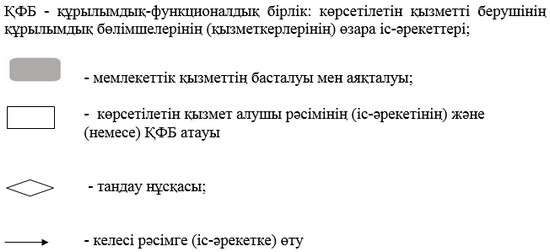 ҚФБ - құрылымдық-функционалдық бірлік: көрсетілетін қызметті берушінің
құрылымдық бөлімшелерінің (қызметкерлерінің) өзара іс-әрекеттері;
- мемлекеттік қызметтің басталуы мен аяқталуы;
- көрсетілетін қызмет алушы рәсімінің (іс-әрекетінің) және
(немесе) ҚФБ атауы
- таңдау нұсқасы;
- келесі рәсімге (іс-әрекетке) өту